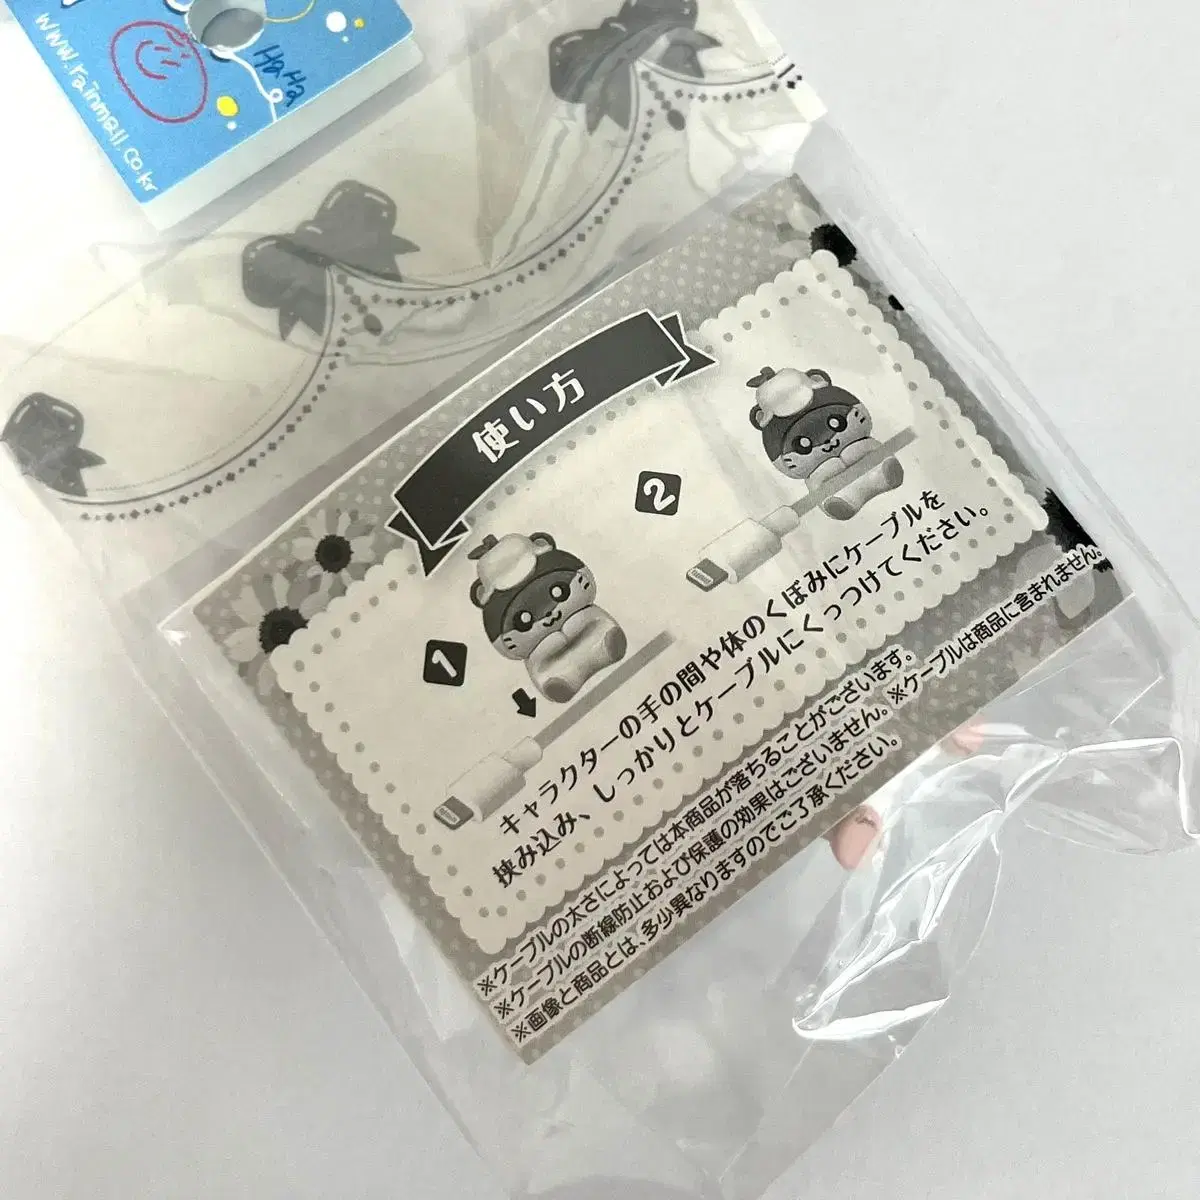 HaHa
www.rainmall.co.kr
使い方
1
2
キャラクターの手の間や体のくぼみにケーブルを
挟み込み、しっかりとケーブルにくっつけてください。
※ケーブルの太さによっては本商品が落ちることがございます。
※ケーブルの断線防止および保護の効果はございません。※ケーブルは商品に含まれません。
※画像と商品とは、多少異なりますのでご了承ください。